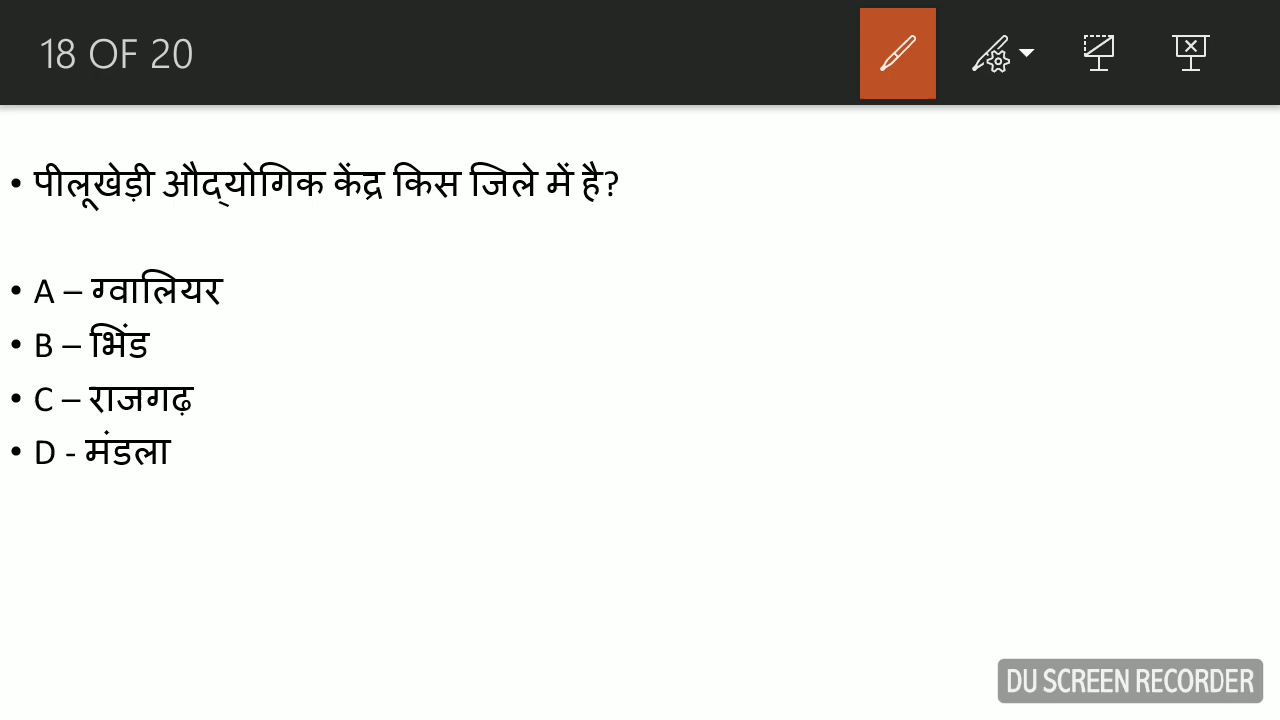 18 OF 20
• पीलूखेड़ी औद्योगिक केंद्र किस जिले में है?
• A – ग्वालियर
• B – भिंड
• C – राजगढ़
• D - मंडला
DU SCREEN RECORDER